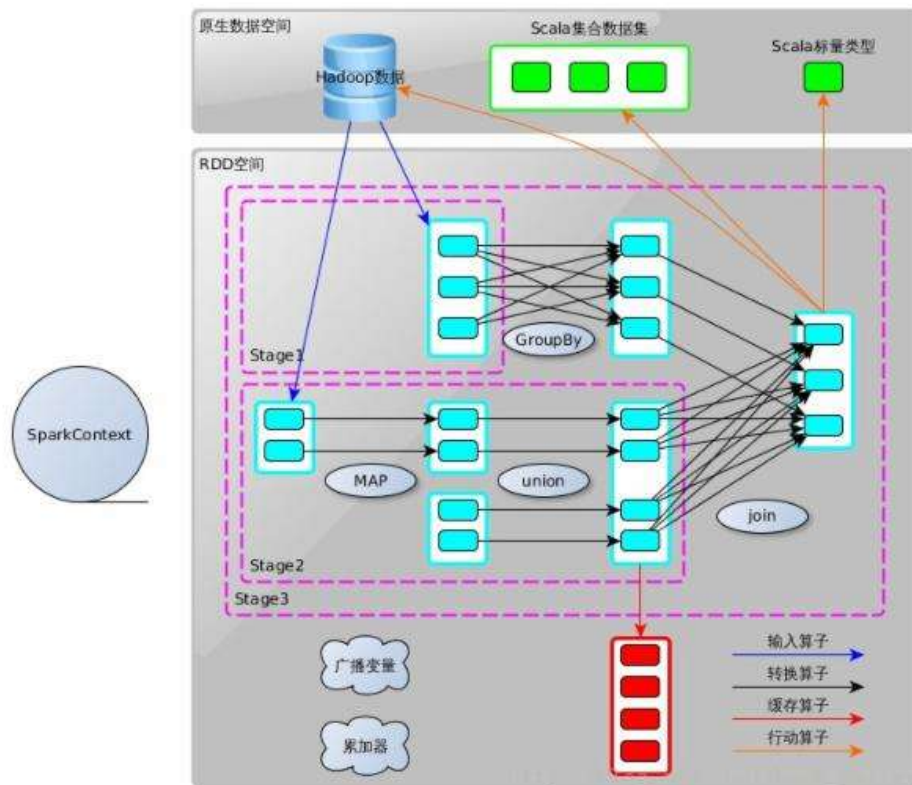 原生数据空间
Scala集合数据集
Scala标量类型
Hadoop数据
RDD空间
Stage1
GroupBy
SparkContext
MAP
union
join
Stage2
Stage3
广播变量
累加器
输入算子
转换算子
缓存算子
行动算子